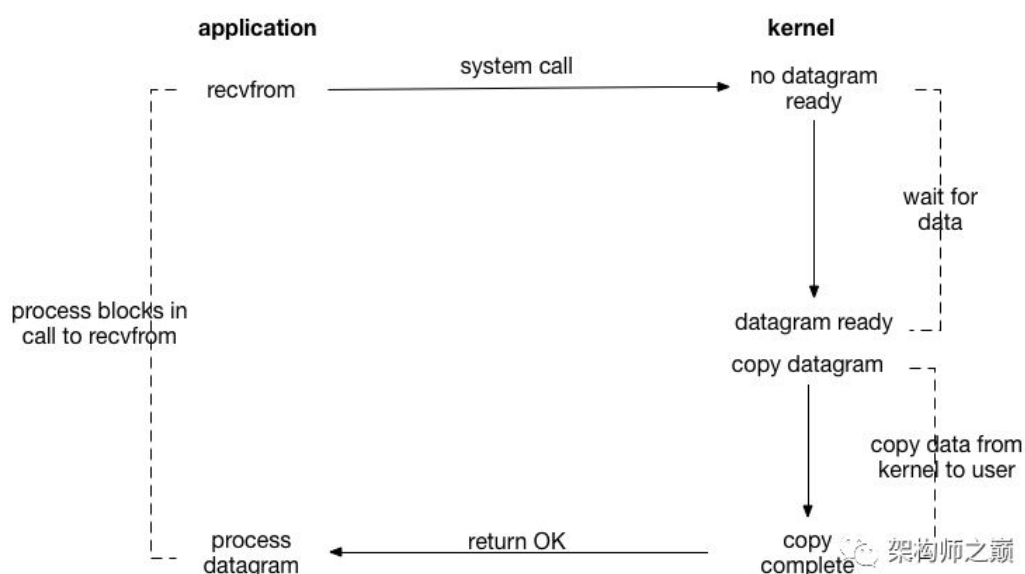 application
kernel
system call
recvfrom
no datagram
ready
wait for
data
process blocks in
call to recvfrom
datagram ready
copy datagram
copy data from
kernel to user
process
datagram
return OK
copy
complete
架构师之巅